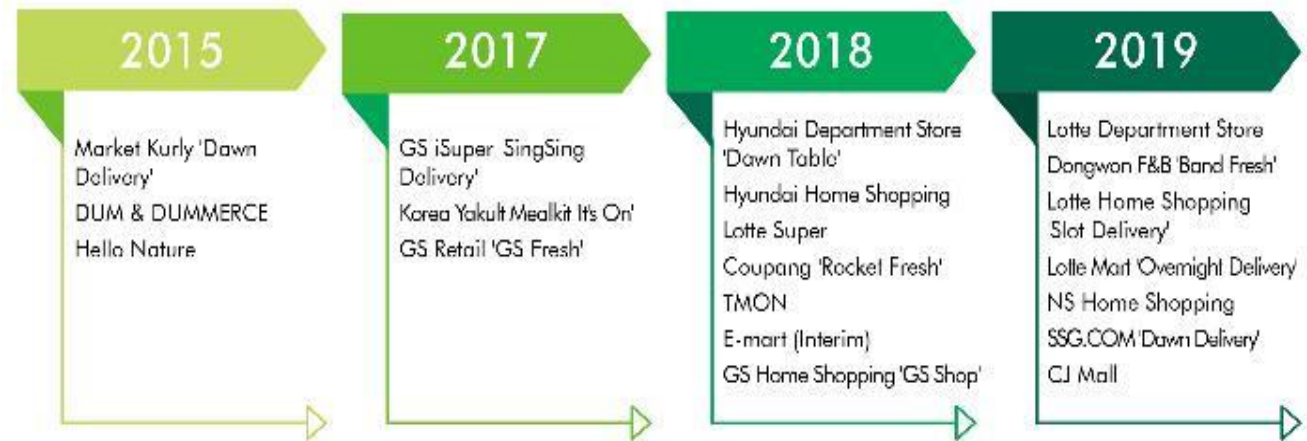 2015
Market Kurly 'Dawn
Delivery'
DUM & DUMMERCE
Hello Nature
2017
GS iSuper SingSing
Delivery'
Korea Yakult Mealkit It's On'
GS Retail 'GS Fresh'
2018
Hyundai Department Store
'Dawn Table'
Hyundai Home Shopping
Lotte Super
Coupang 'Rocket Fresh'
TMON
E-mart (Interim)
GS Home Shopping 'GS Shop'
2019
Lotte Department Store
Dongwon F&B 'Band Fresh'
Lotte Home Shopping
Slot Delivery'
Lotte Mart 'Overnight Delivery
NS Home Shopping
SSG.COM 'Dawn Delivery'
CJ Mall